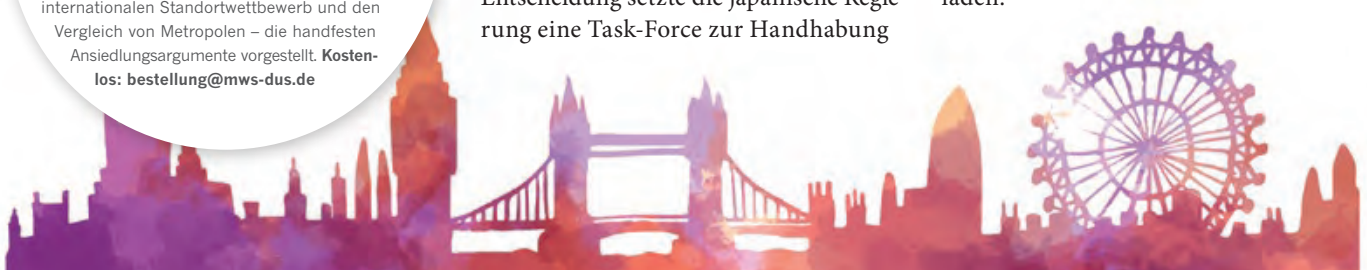 internationalen Standortwettbewerb und den
Vergleich von Metropolen – die handfesten
Ansiedlungsargumente vorgestellt. Kosten-
los: bestellung@mws-dus.de
Entscheidung setzte die japanische Regie-
rung eine Task-Force zur Handhabung
laden.